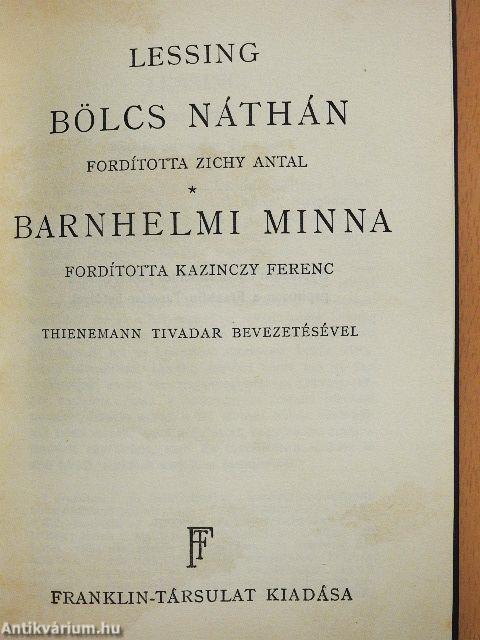 LESSING
BÖLCS NÁTHÁN
FORDÍTOTTA ZICHY ANTAL
*
BARNHELMI MINNA
FORDÍTOTTA KAZINCZY FERENC
THIENEMANN TIVADAR BEVEZETÉSÉVEL
FT
FRANKLIN-TÁRSULAT KIADÁSA
Antikvárium.hu